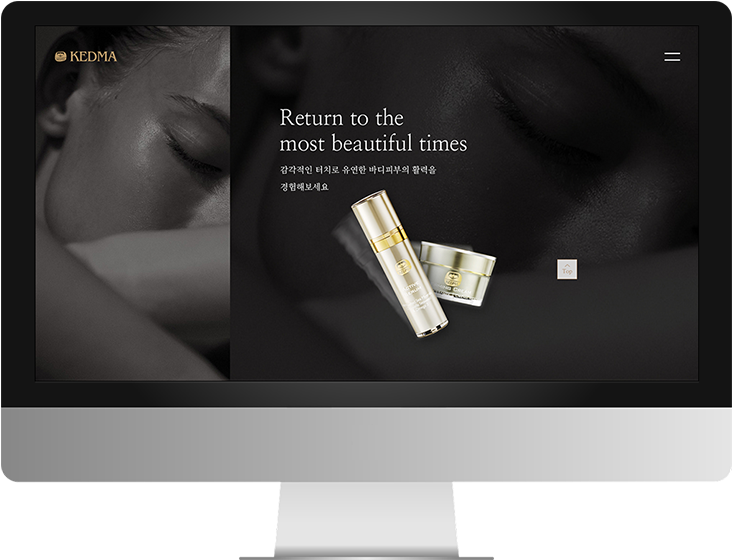 KEDMA
Return to the
most beautiful times
감각적인 터치로 유연한 바디피부의 활력을
경험해보세요
Top